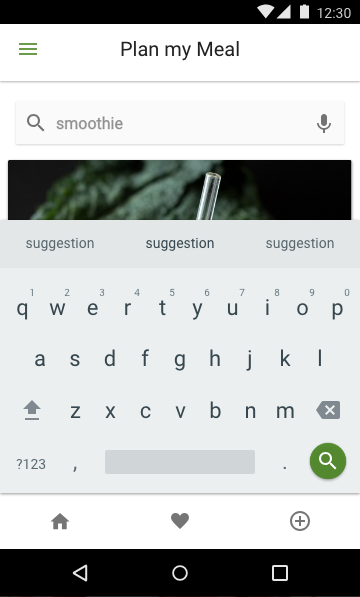 12:30
Plan my Meal
smoothie
suggestion suggestion suggestion
1 2 3 4 5 6 7 8 9 0
q w e r t y u i o p
a s d f g h j k l
z x c v b n m
?123 , .